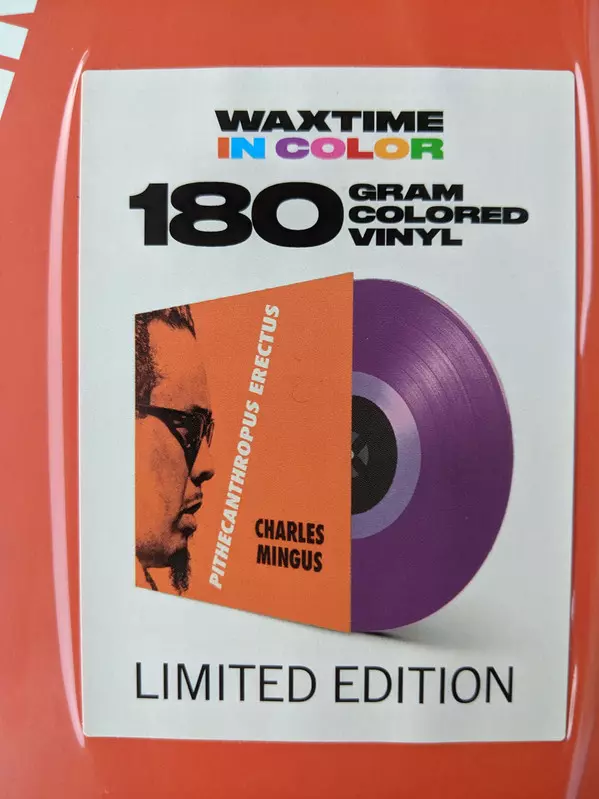 WAXTIME
IN COLOR
180 GRAM
COLORED
VINYL
PITHECANTHROPUS ERECTUS
CHARLES
MINGUS
LIMITED EDITION